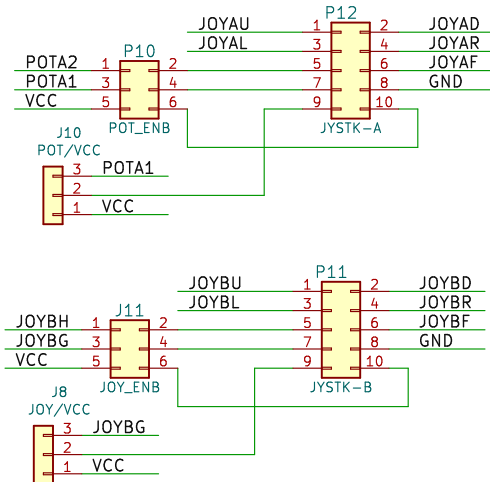 P12
JOYAU 1 2 JOYAD
JOYAL 3 4 JOYAR
P10
POTA2 1 2 5 6 JOYAF
POTA1 3 4 7 8 GND
VCC 5 6 9 10
POT_ENB JYSTK-A
J10
POT/VCC
3 POTA1
2
1 VCC
P11
JOYBU 1 2 JOYBD
JOYBL 3 4 JOYBR
J11
JOYBH 1 2 5 6 JOYBF
JOYBG 3 4 7 8 GND
VCC 5 6 9 10
JOY_ENB JYSTK-B
J8
JOY/VCC
3 JOYBG
2
1 VCC